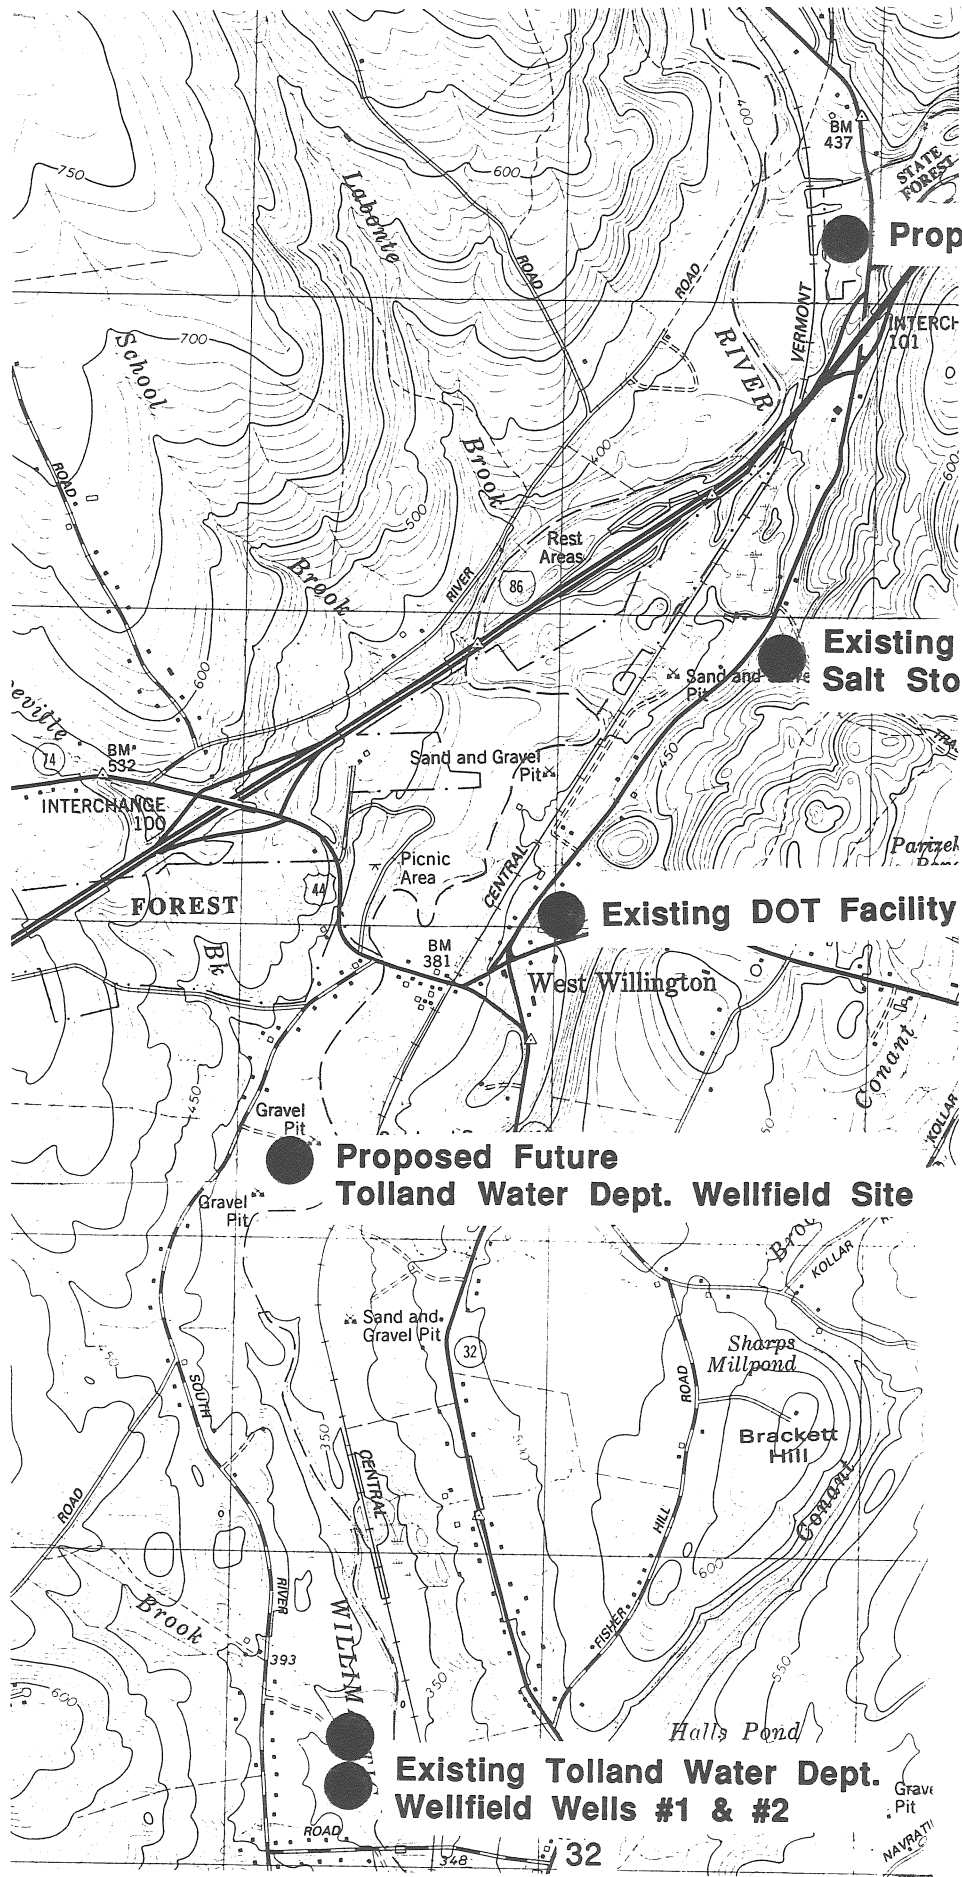 400
BM
437
STATE
FOREST
750
600
Labonte
Prop
ROAD
ROAD
VERMONT
INTERCH
101
700
School
RIVER
600
ROAD
Brook
400
500
Rest
Areas
Brook
RIVER
86
Existing
Salt Sto
600
Sand and
Pit
74
BM
532
450
Sand and Gravel
Pit
INTERCHANGE
100
Picnic
Area
CENTRAL
44
FOREST
Existing DOT Facility
Bk
BM
381
West Willington
Conant
450
Gravel
Pit
KOLLAR
Proposed Future
Tolland Water Dept. Wellfield Site
Gravel
Pit
KOLLAR
Sand and
Gravel Pit
32
Sharps
Millpond
450
SOUTH
ROAD
350
Brackett
Hill
CENTRAL
ROAD
HILL
Conant
600
RIVER
Brook
FISHER
393
WILLIM
350
550
600
Halls Pond
Existing Tolland Water Dept.
Wellfield Wells #1 & #2
Pit
ROAD
348
32